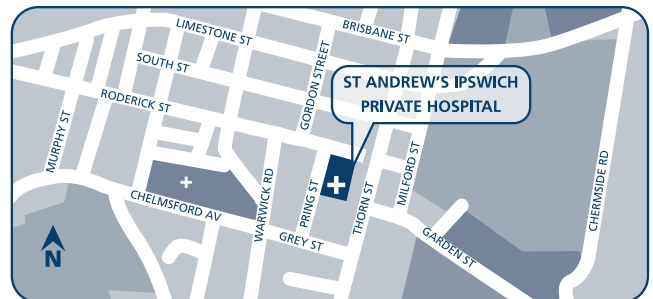 BRISBANE ST
LIMESTONE ST
SOUTH ST
GORDON STREET
ST ANDREW'S IPSWICH
PRIVATE HOSPITAL
RODERICK ST
MURPHY ST
MILFORD ST
CHERMSIDE RD
CHELMSFORD AV
WARWICK RD
PRING ST
THORN ST
GREY ST
GARDEN ST
N